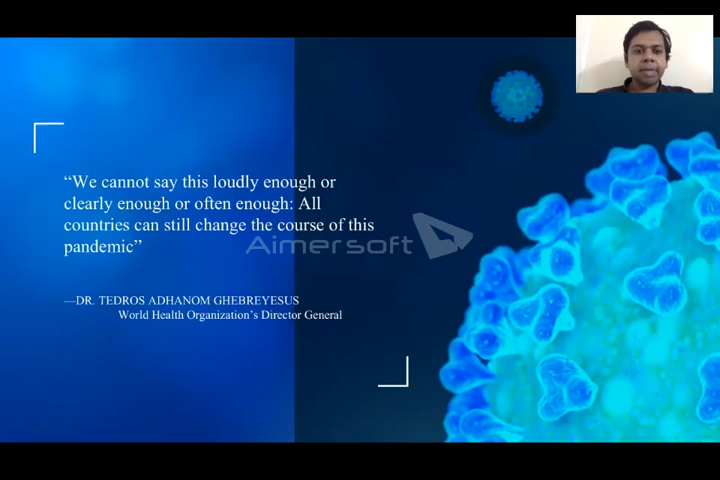 “We cannot say this loudly enough or
clearly enough or often enough: All
countries can still change the course of this
pandemic”
Aimersoft
—DR. TEDROS ADHANOM GHEBREYESUS
World Health Organization’s Director General